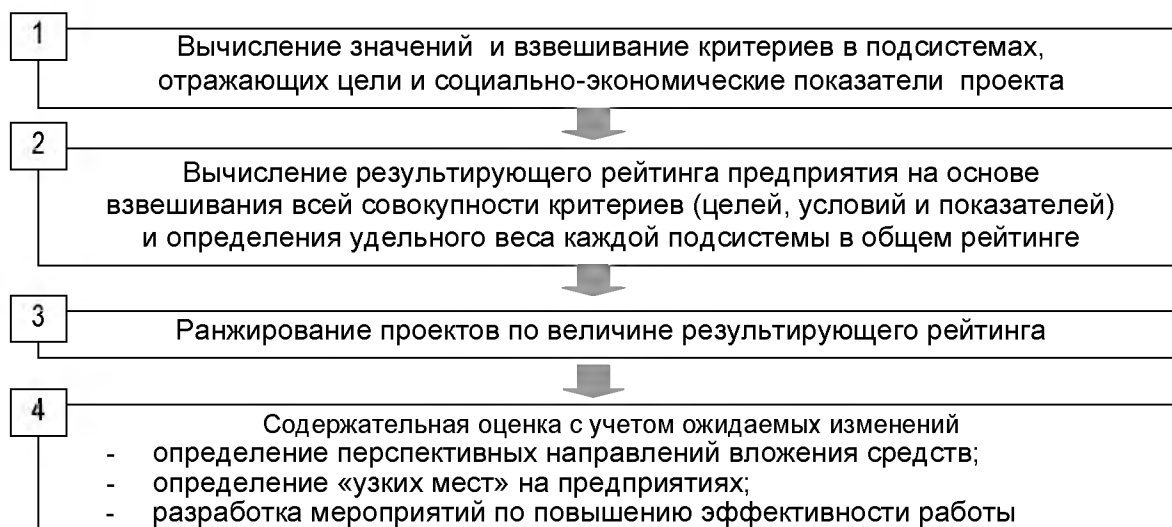 1
Вычисление значений и взвешивание критериев в подсистемах,
отражающих цели и социально-экономические показатели проекта
2
Вычисление результирующего рейтинга предприятия на основе
взвешивания всей совокупности критериев (целей, условий и показателей)
и определения удельного веса каждой подсистемы в общем рейтинге
3
Ранжирование проектов по величине результирующего рейтинга
4
Содержательная оценка с учетом ожидаемых изменений
- определение перспективных направлений вложения средств;
- определение «узких мест» на предприятиях;
- разработка мероприятий по повышению эффективности работы